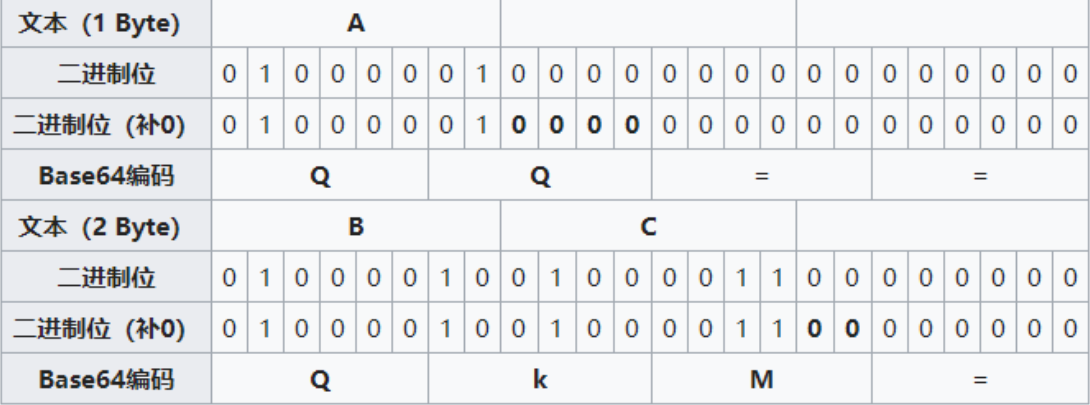 文本（1 Byte） A
二进制位 0 1 0 0 0 0 0 1 0 0 0 0 0 0 0 0 0 0 0 0 0 0 0 0
二进制位（补0） 0 1 0 0 0 0 0 1 0 0 0 0 0 0 0 0 0 0 0 0 0 0 0 0
Base64编码 Q Q = =
文本（2 Byte） B C
二进制位 0 1 0 0 0 0 1 0 0 1 0 0 0 0 1 1 0 0 0 0 0 0 0 0
二进制位（补0） 0 1 0 0 0 0 1 0 0 1 0 0 0 0 1 1 0 0 0 0 0 0 0 0
Base64编码 Q k M =